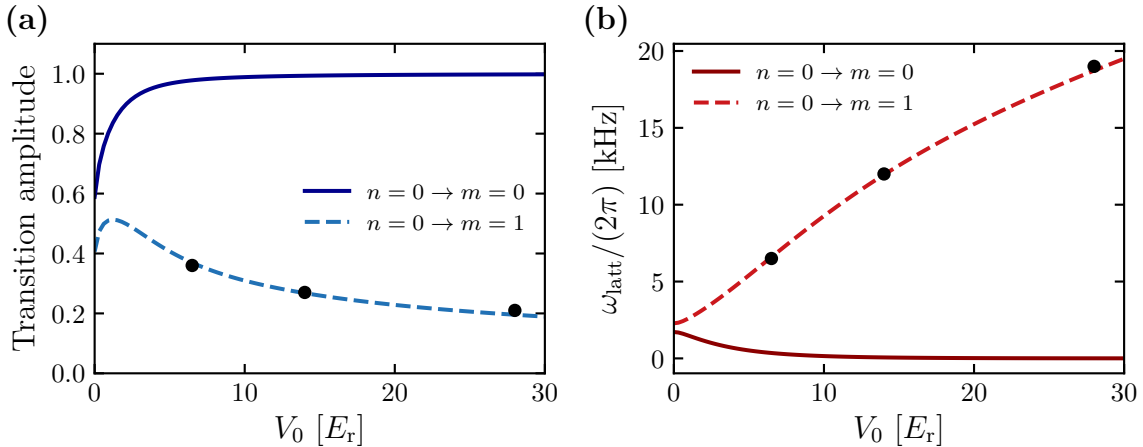 (a)
Transition amplitude
1.0
0.8
0.6
0.4
0.2
0.0
n = 0 → m = 0
n = 0 → m = 1
0 10 20 30
V₀ [Eᵣ]
(b)
ω_latt/(2π) [kHz]
20
15
10
5
0
n = 0 → m = 0
n = 0 → m = 1
0 10 20 30
V₀ [Eᵣ]